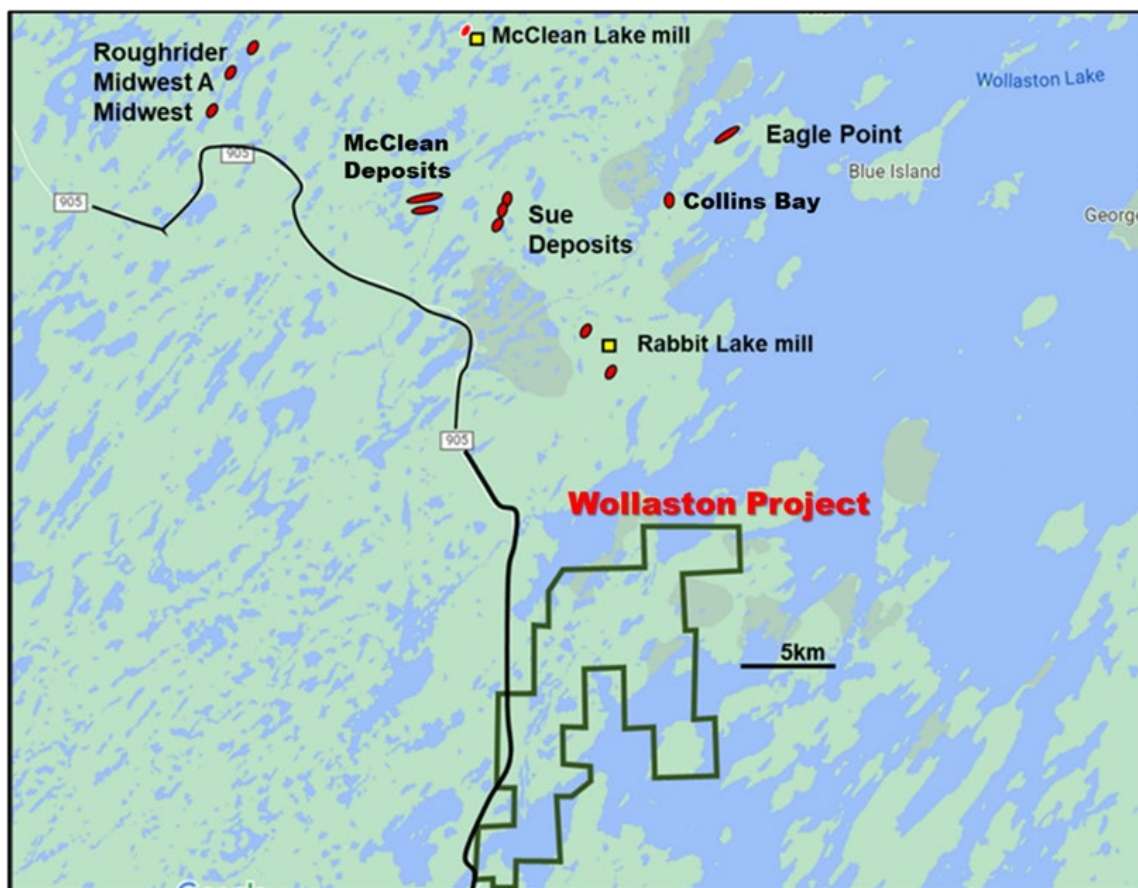 McClean Lake mill
Roughrider
Midwest A
Midwest
Wollaston Lake
Eagle Point
905
McClean
Deposits
Blue Island
905
Collins Bay
Sue
Deposits
George
Rabbit Lake mill
905
Wollaston Project
5km